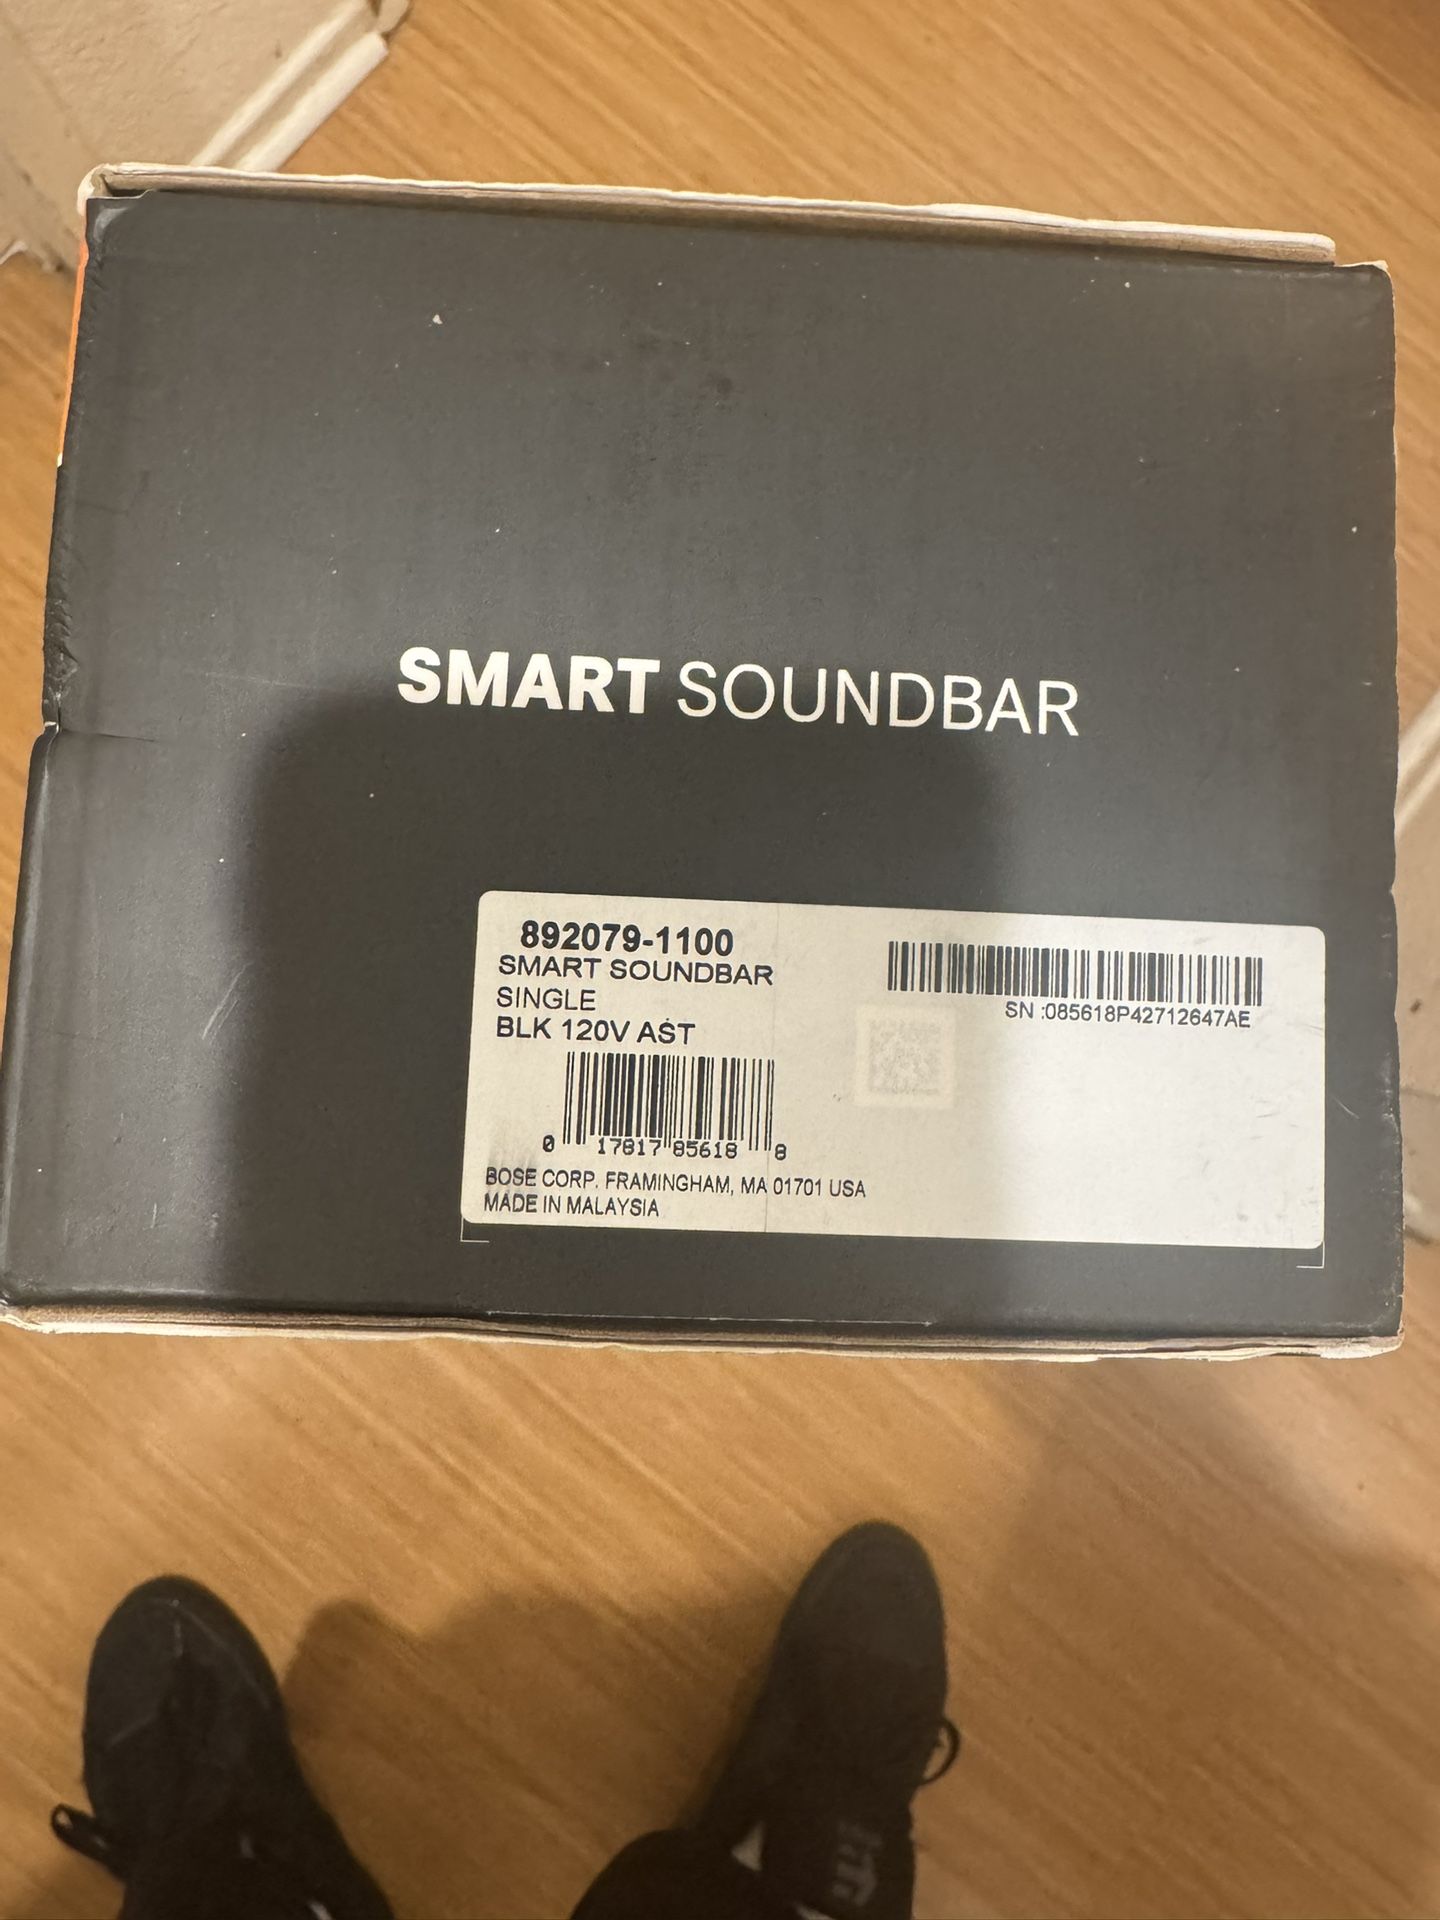 SMART SOUNDBAR
892079-1100
SMART SOUNDBAR
SINGLE
BLK 120V AST
0 17817 85618 8
BOSE CORP. FRAMINGHAM, MA 01701 USA
MADE IN MALAYSIA
SN :085618P42712647AE